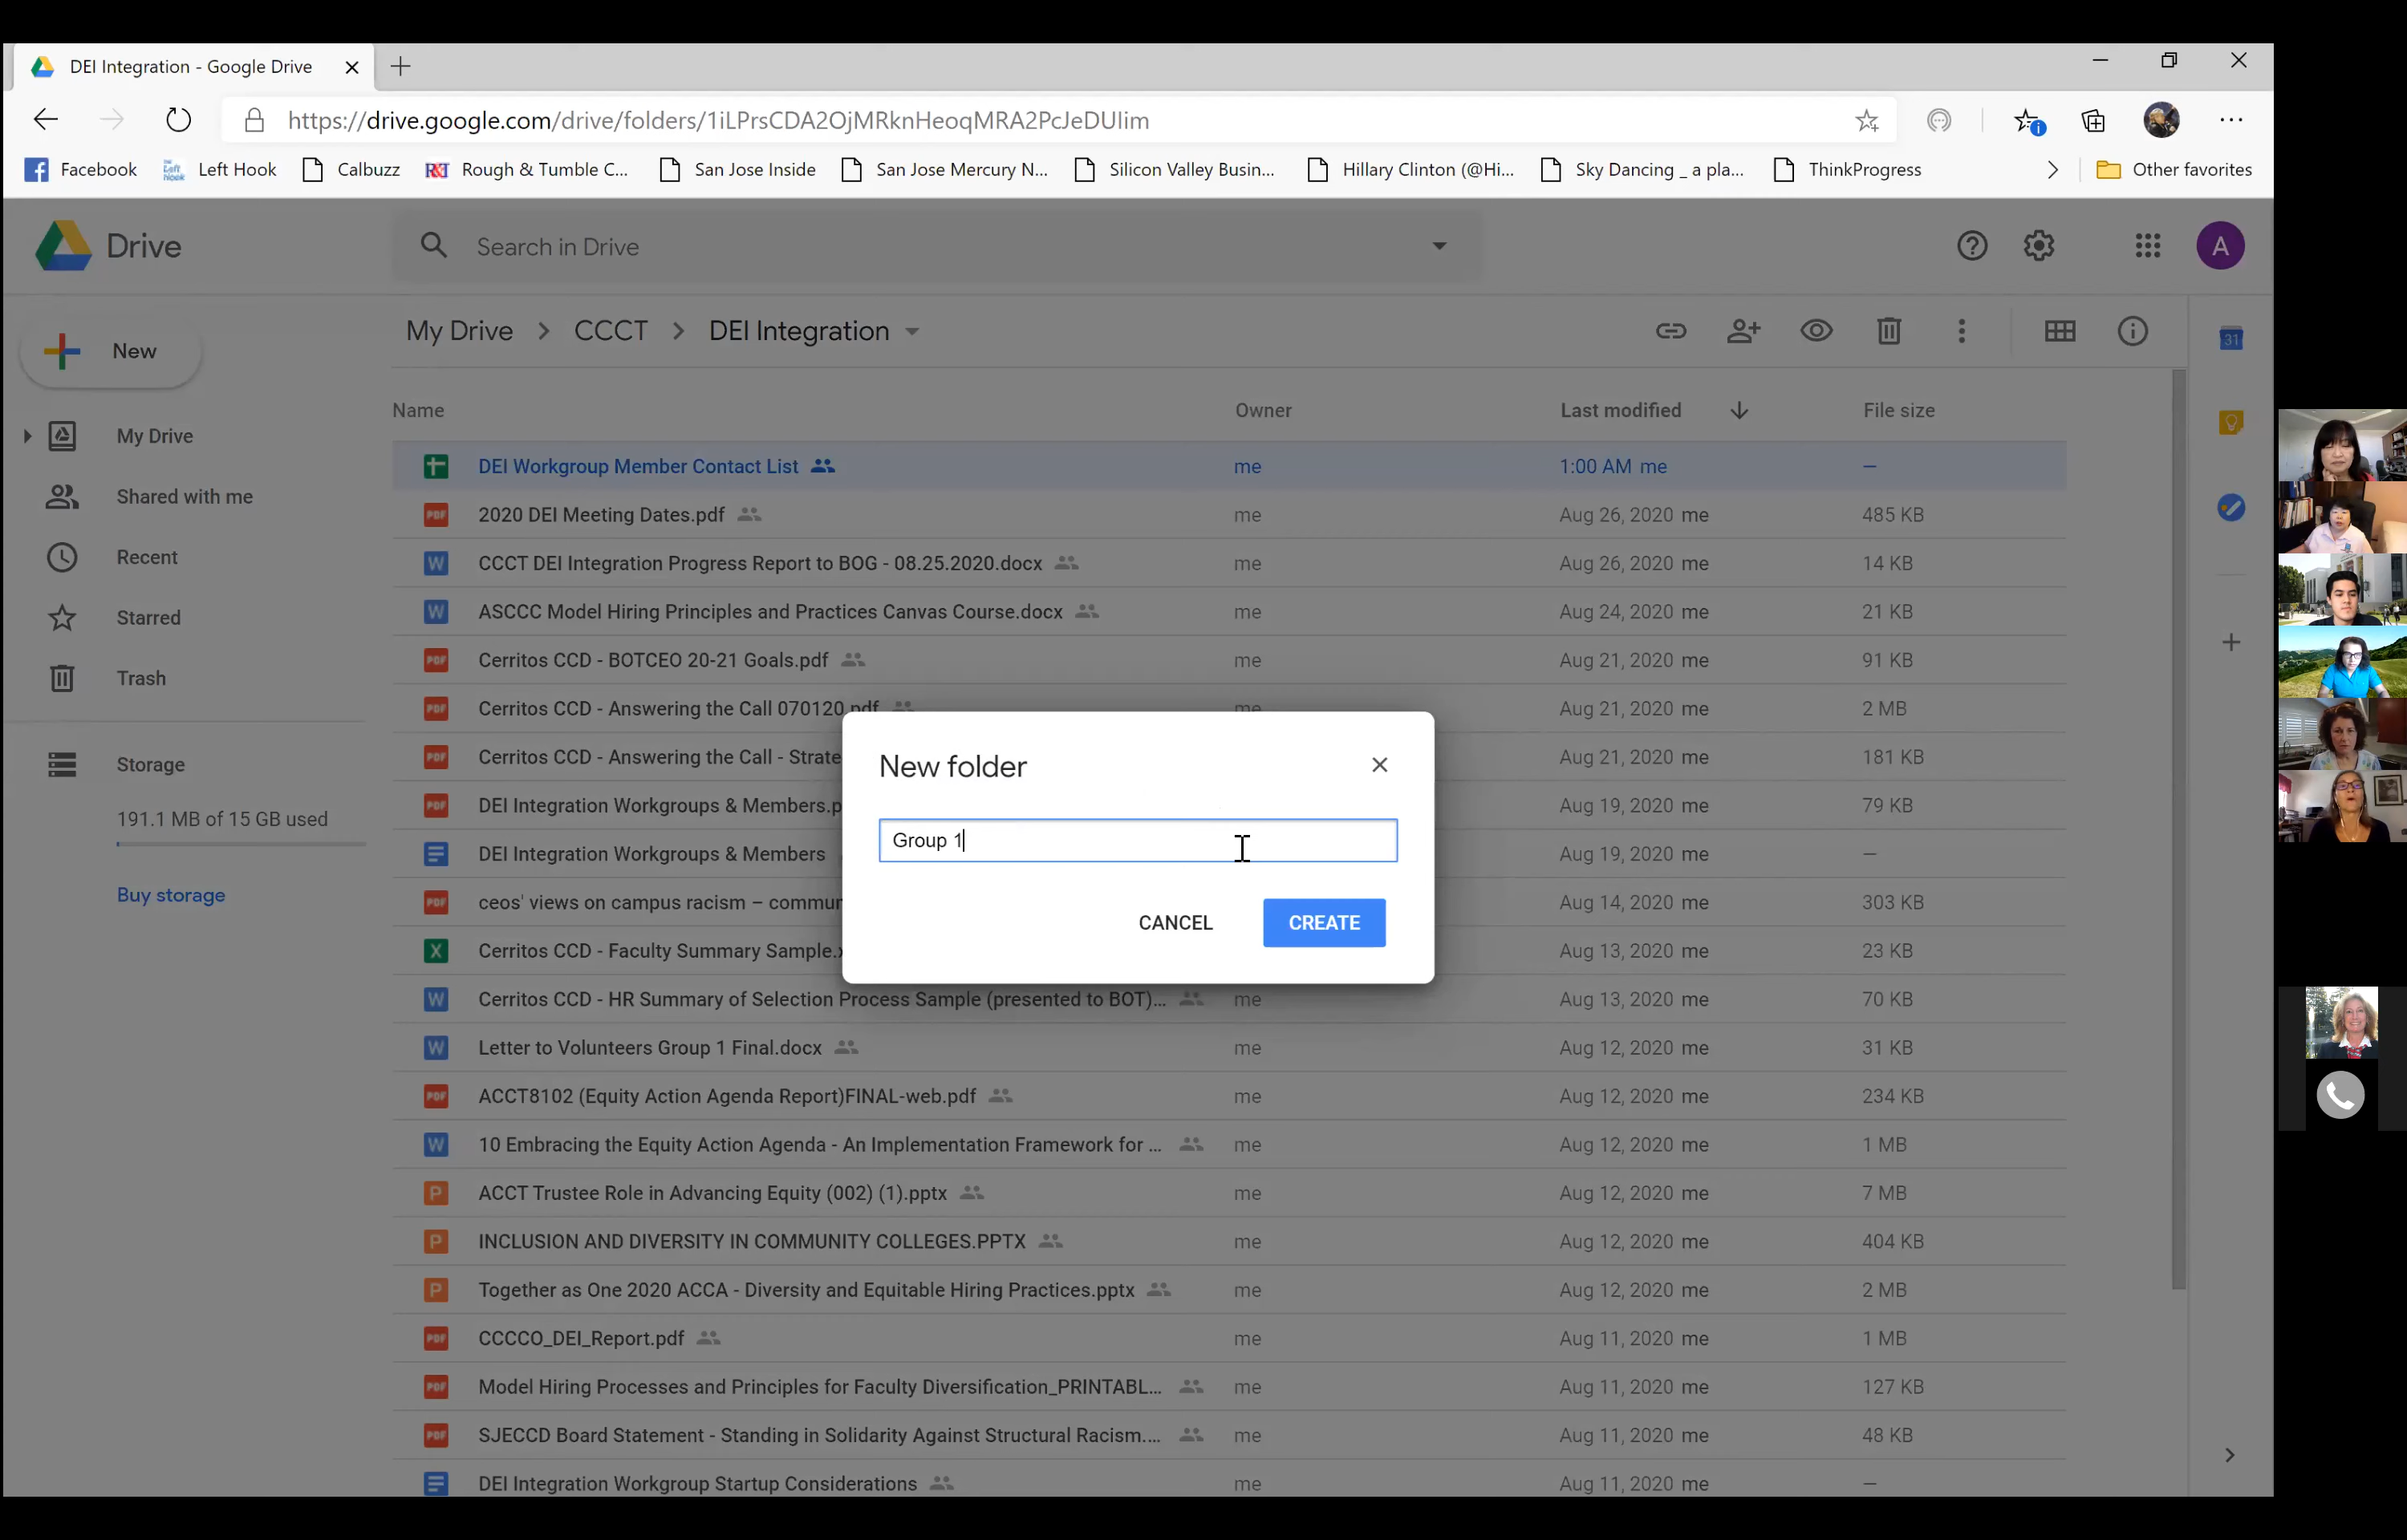 DEI Integration - Google Drive
https://drive.google.com/drive/folders/1iLPrsCDA2OjMRknHeoqMRA2PcJeDUIim
Facebook Left Hook Calbuzz Rough & Tumble C... San Jose Inside San Jose Mercury N... Silicon Valley Busin... Hillary Clinton (@Hi... Sky Dancing _ a pla... ThinkProgress Other favorites
Drive Search in Drive A
New My Drive CCCT DEI Integration 31
Name Owner Last modified File size
My Drive
Shared with me
Recent
Starred
Trash
Storage
191.1 MB of 15 GB used
Buy storage
DEI Workgroup Member Contact List me 1:00 AM me –
2020 DEI Meeting Dates.pdf me Aug 26, 2020 me 485 KB
CCCT DEI Integration Progress Report to BOG - 08.25.2020.docx me Aug 26, 2020 me 14 KB
ASCCC Model Hiring Principles and Practices Canvas Course.docx me Aug 24, 2020 me 21 KB
Cerritos CCD - BOTCEO 20-21 Goals.pdf me Aug 21, 2020 me 91 KB
Cerritos CCD - Answering the Call 070120.pdf me Aug 21, 2020 me 2 MB
Cerritos CCD - Answering the Call - Strate Aug 21, 2020 me 181 KB
DEI Integration Workgroups & Members.p Aug 19, 2020 me 79 KB
DEI Integration Workgroups & Members Aug 19, 2020 me –
ceos' views on campus racism – commun Aug 14, 2020 me 303 KB
Cerritos CCD - Faculty Summary Sample.x Aug 13, 2020 me 23 KB
Cerritos CCD - HR Summary of Selection Process Sample (presented to BOT)... me Aug 13, 2020 me 70 KB
Letter to Volunteers Group 1 Final.docx me Aug 12, 2020 me 31 KB
ACCT8102 (Equity Action Agenda Report)FINAL-web.pdf me Aug 12, 2020 me 234 KB
10 Embracing the Equity Action Agenda - An Implementation Framework for ... me Aug 12, 2020 me 1 MB
ACCT Trustee Role in Advancing Equity (002) (1).pptx me Aug 12, 2020 me 7 MB
INCLUSION AND DIVERSITY IN COMMUNITY COLLEGES.PPTX me Aug 12, 2020 me 404 KB
Together as One 2020 ACCA - Diversity and Equitable Hiring Practices.pptx me Aug 12, 2020 me 2 MB
CCCCO_DEI_Report.pdf me Aug 11, 2020 me 1 MB
Model Hiring Processes and Principles for Faculty Diversification_PRINTABL... me Aug 11, 2020 me 127 KB
SJECCD Board Statement - Standing in Solidarity Against Structural Racism.... me Aug 11, 2020 me 48 KB
DEI Integration Workgroup Startup Considerations me Aug 11, 2020 me –
New folder
Group 1
CANCEL CREATE